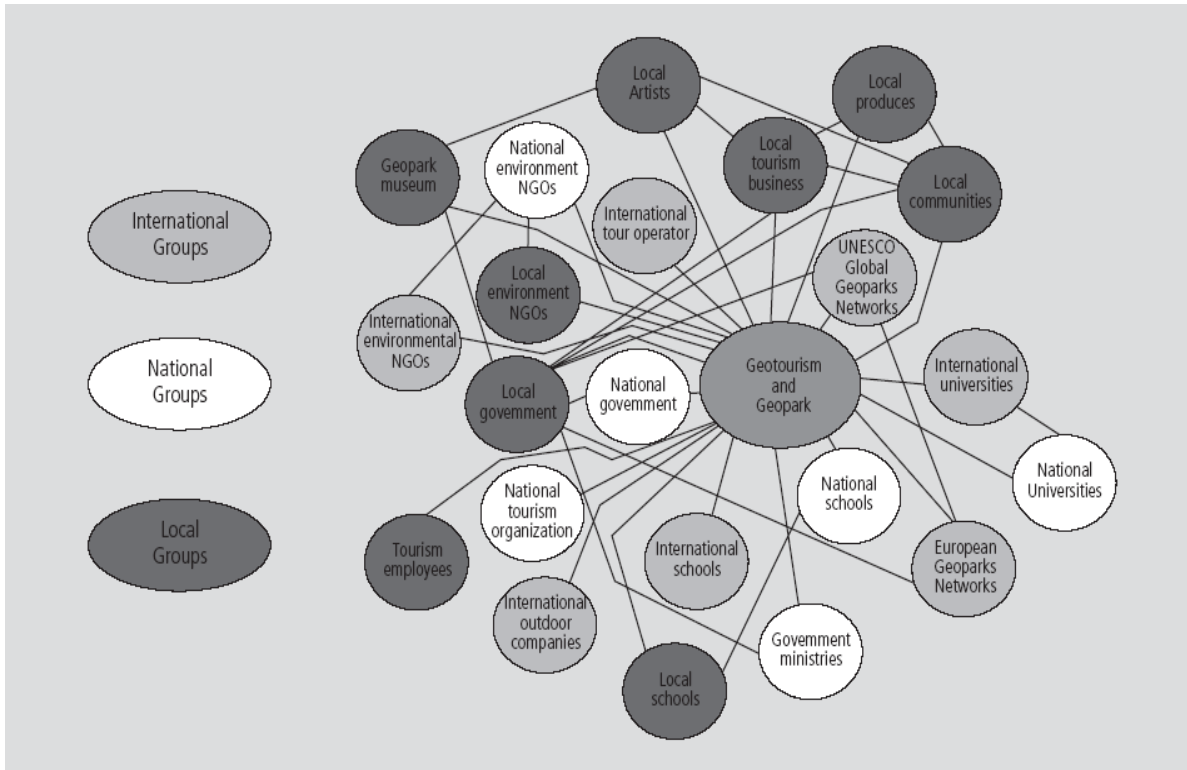 International
Groups
National
Groups
Local
Groups
Local
Artists
Local
produces
Geopark
museum
National
environment
NGOs
Local
tourism
business
Local
communities
International
tour operator
UNESCO
Global
Geoparks
Networks
Local
environment
NGOs
International
environmental
NGOs
Geotourism
and
Geopark
International
universities
Local
government
National
government
National
schools
National
Universities
National
tourism
organization
Tourism
employees
International
schools
European
Geoparks
Networks
International
outdoor
companies
Government
ministries
Local
schools